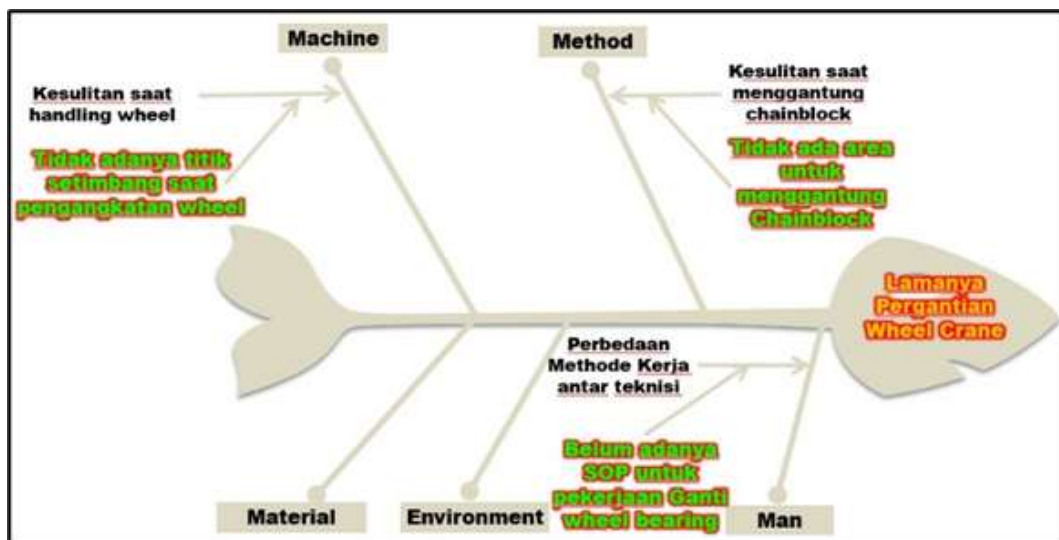 Machine
Method
Kesulitan saat
handling wheel
Tidak adanya titik
setimbang saat
pengangkatan wheel
Kesulitan saat
menggantung
chainblock
Tidak ada area
untuk
menggantung
Chainblock
Lamanya
Pergantian
Wheel Crane
Perbedaan
Methode Kerja
antar teknisi
Belum adanya
SOP untuk
pekerjaan Ganti
wheel bearing
Material
Environment
Man